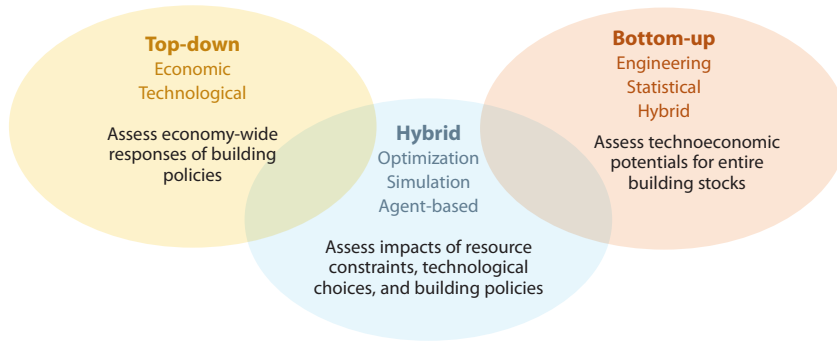 Top-down
Economic
Technological
Assess economy-wide
responses of building
policies
Hybrid
Optimization
Simulation
Agent-based
Assess impacts of resource
constraints, technological
choices, and building policies
Bottom-up
Engineering
Statistical
Hybrid
Assess technoeconomic
potentials for entire
building stocks